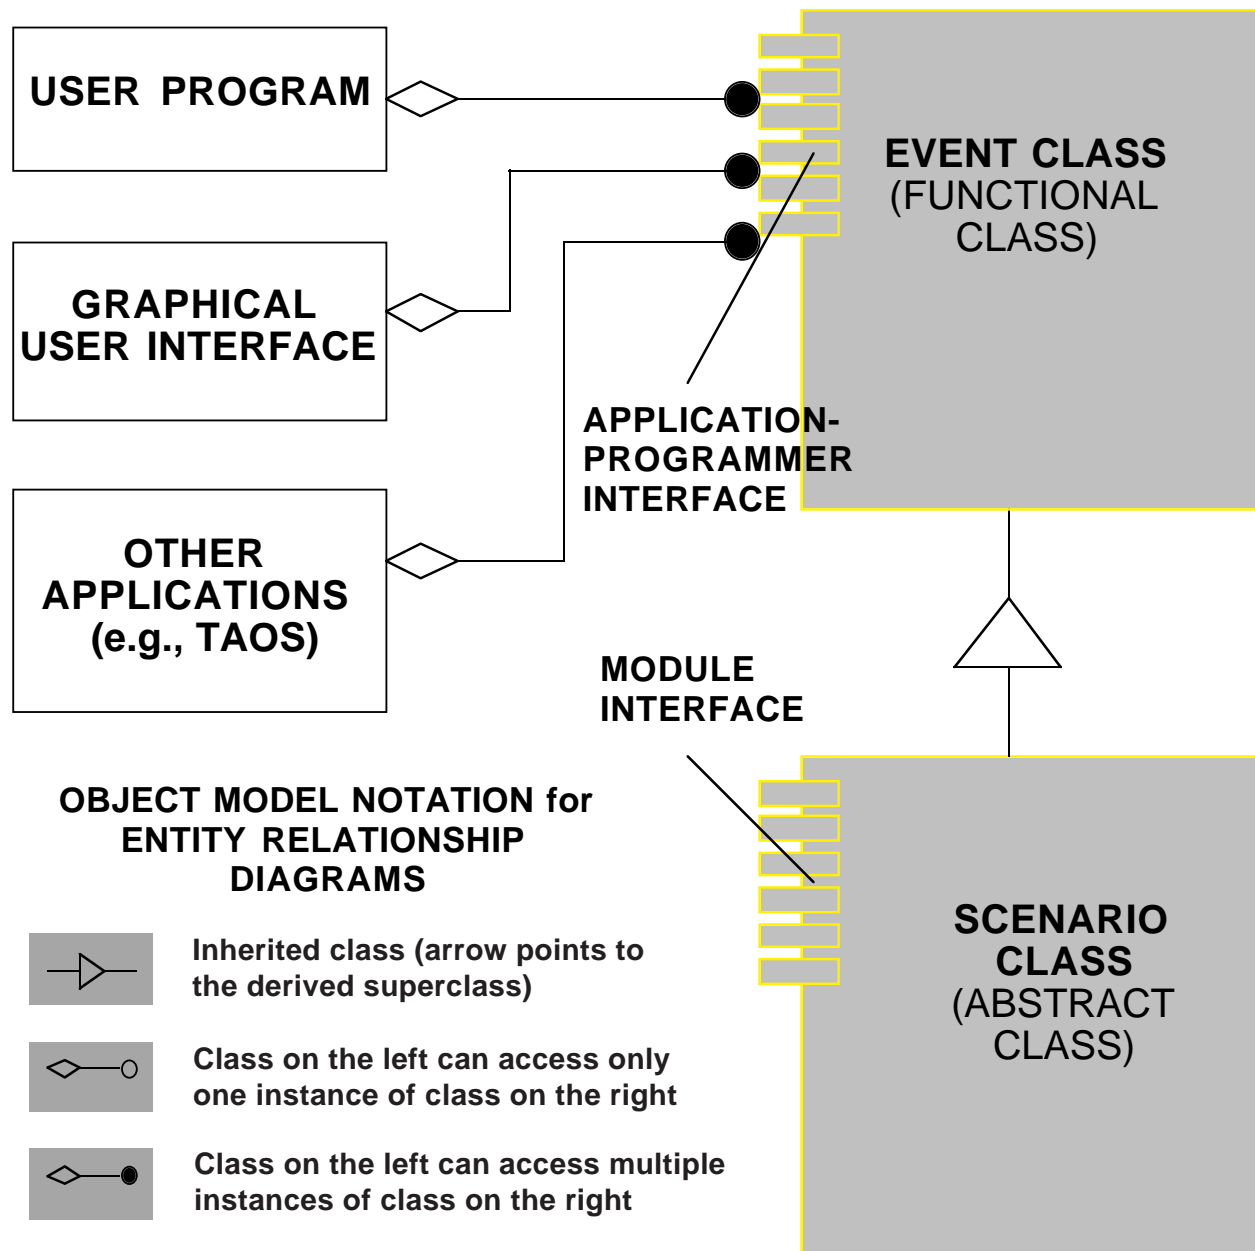 USER PROGRAM
EVENT CLASS
(FUNCTIONAL
CLASS)
GRAPHICAL
USER INTERFACE
APPLICATION-
PROGRAMMER
INTERFACE
OTHER
APPLICATIONS
(e.g., TAOS)
MODULE
INTERFACE
OBJECT MODEL NOTATION for
ENTITY RELATIONSHIP
DIAGRAMS
Inherited class (arrow points to
the derived superclass)
Class on the left can access only
one instance of class on the right
Class on the left can access multiple
instances of class on the right
SCENARIO
CLASS
(ABSTRACT
CLASS)